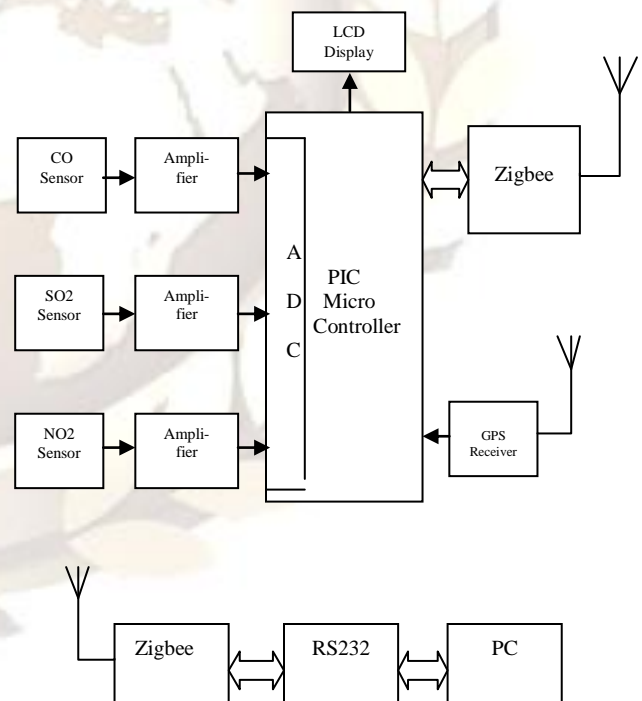 LCD
Display
CO
Sensor
Ampli-
fier
Zigbee
SO2
Sensor
Ampli-
fier
A
D
C
PIC
Micro
Controller
NO2
Sensor
Ampli-
fier
GPS
Receiver
Zigbee
RS232
PC